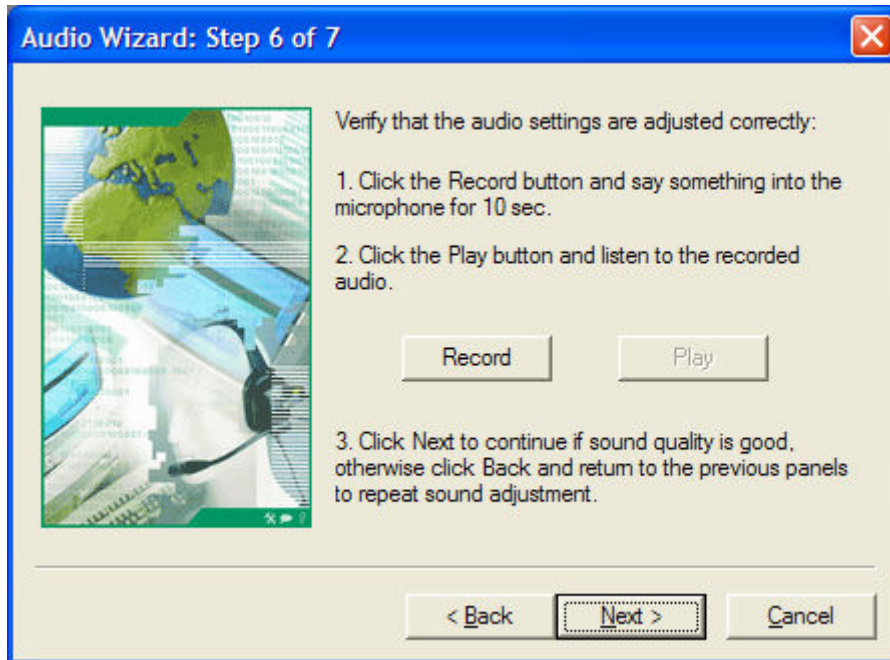 Audio Wizard: Step 6 of 7
Verify that the audio settings are adjusted correctly:
1. Click the Record button and say something into the
microphone for 10 sec.
2. Click the Play button and listen to the recorded
audio.
Record
Play
3. Click Next to continue if sound quality is good,
otherwise click Back and return to the previous panels
to repeat sound adjustment.
< Back
Next >
Cancel